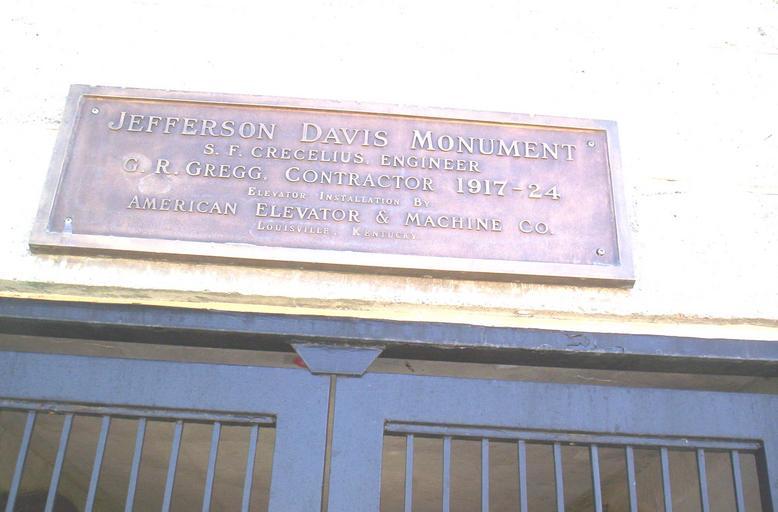 JEFFERSON DAVIS MONUMENT
S. F. CRECELIUS, ENGINEER
G. R. GREGG, CONTRACTOR 1917-24
ELEVATOR INSTALLATION BY
AMERICAN ELEVATOR & MACHINE CO.
LOUISVILLE, KENTUCKY.